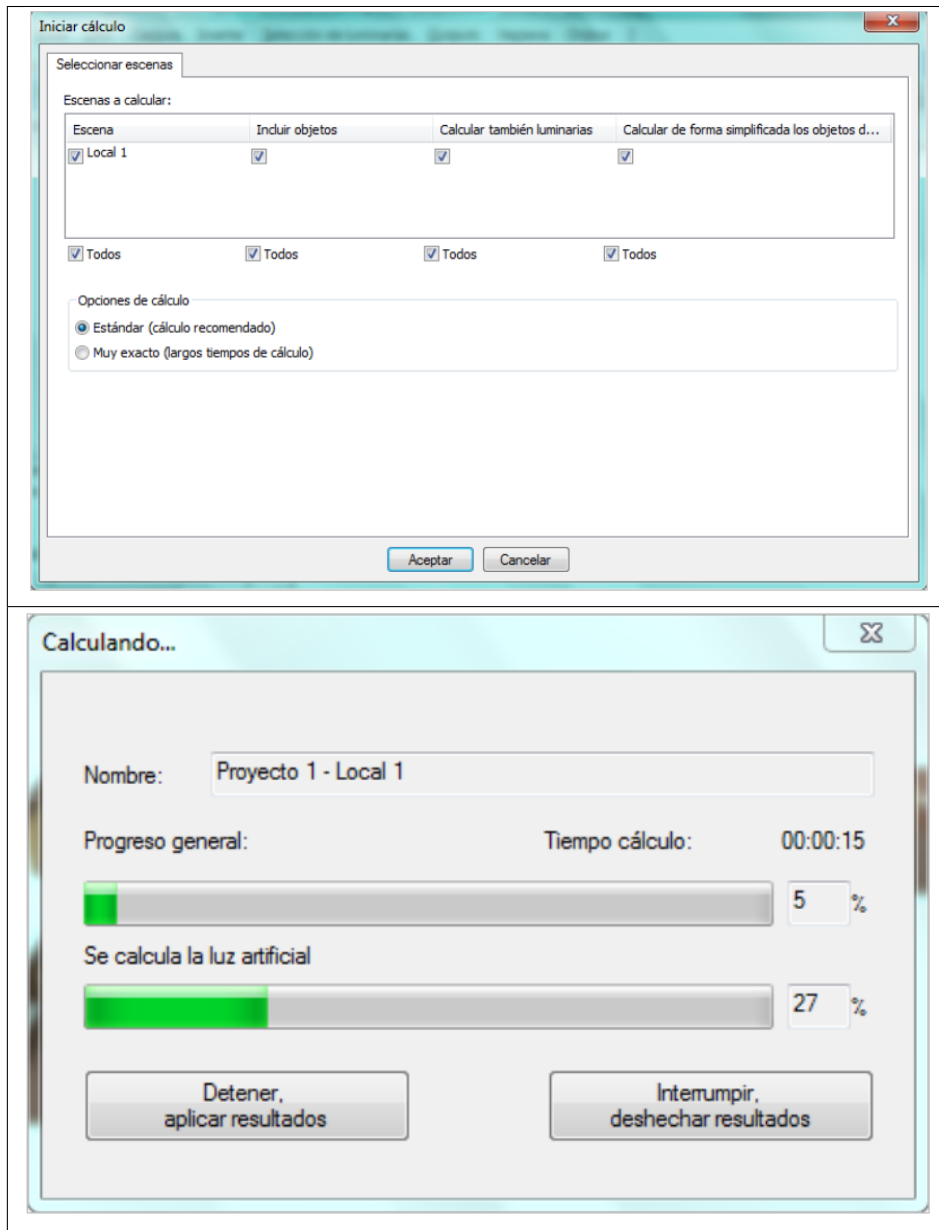 Iniciar cálculo
Seleccionar escenas
Escenas a calcular:
Escena Incluir objetos Calcular también luminarias Calcular de forma simplificada los objetos d...
Local 1
Todos Todos Todos Todos
Opciones de cálculo
Estándar (cálculo recomendado)
Muy exacto (largos tiempos de cálculo)
Aceptar Cancelar
Calculando...
Nombre: Proyecto 1 - Local 1
Progreso general: Tiempo cálculo: 00:00:15
5 %
Se calcula la luz artificial
27 %
Detener, Interrumpir,
aplicar resultados deshechar resultados